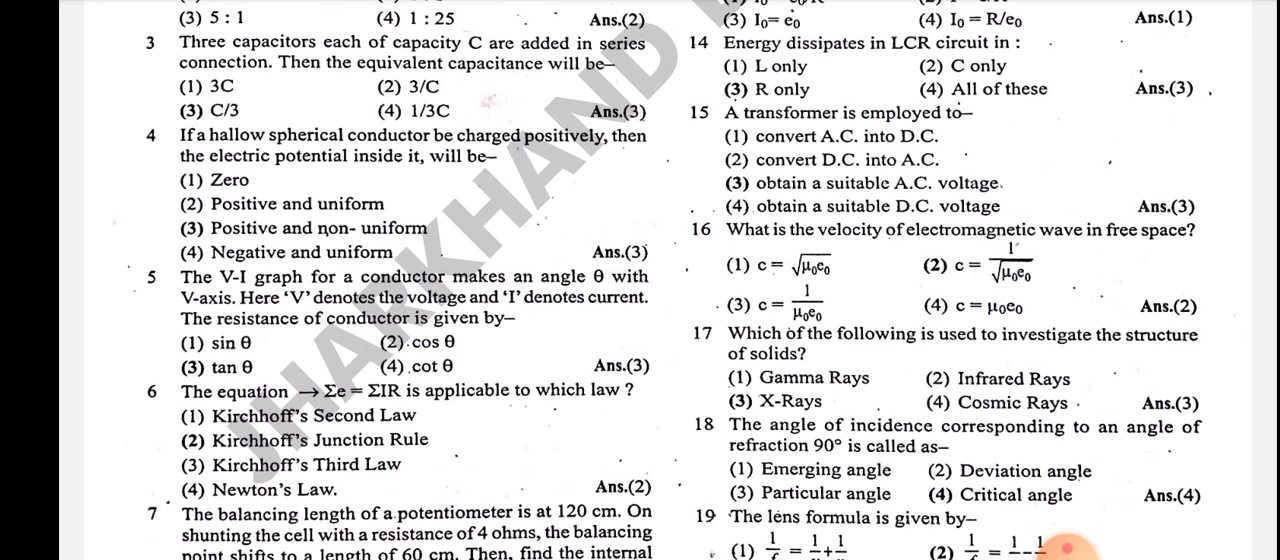 (3) 5 : 1 (4) 1 : 25 Ans.(2)
3 Three capacitors each of capacity C are added in series
connection. Then the equivalent capacitance will be–
(1) 3C (2) 3/C
(3) C/3 (4) 1/3C Ans.(3)
4 If a hallow spherical conductor be charged positively, then
the electric potential inside it, will be–
(1) Zero
(2) Positive and uniform
(3) Positive and non- uniform
(4) Negative and uniform Ans.(3)
5 The V-I graph for a conductor makes an angle θ with
V-axis. Here ‘V’ denotes the voltage and ‘I’ denotes current.
The resistance of conductor is given by–
(1) sin θ (2) cos θ
(3) tan θ (4) cot θ Ans.(3)
6 The equation → Σe = ΣIR is applicable to which law ?
(1) Kirchhoff’s Second Law
(2) Kirchhoff’s Junction Rule
(3) Kirchhoff’s Third Law
(4) Newton’s Law. Ans.(2)
7 The balancing length of a potentiometer is at 120 cm. On
shunting the cell with a resistance of 4 ohms, the balancing
point shifts to a length of 60 cm. Then, find the internal
(3) I₀= e₀ (4) I₀ = R/e₀ Ans.(1)
14 Energy dissipates in LCR circuit in :
(1) L only (2) C only
(3) R only (4) All of these Ans.(3)
15 A transformer is employed to–
(1) convert A.C. into D.C.
(2) convert D.C. into A.C.
(3) obtain a suitable A.C. voltage.
(4) obtain a suitable D.C. voltage Ans.(3)
16 What is the velocity of electromagnetic wave in free space?
(1) c = √μ₀e₀ (2) c = 1/√μ₀e₀
(3) c = 1/μ₀e₀ (4) c = μ₀e₀ Ans.(2)
17 Which of the following is used to investigate the structure
of solids?
(1) Gamma Rays (2) Infrared Rays
(3) X-Rays (4) Cosmic Rays Ans.(3)
18 The angle of incidence corresponding to an angle of
refraction 90° is called as–
(1) Emerging angle (2) Deviation angle
(3) Particular angle (4) Critical angle Ans.(4)
19 The lens formula is given by–
JHARKHAND